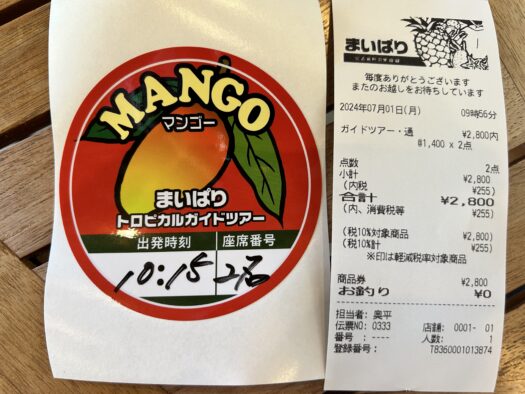 MANGO
マンゴー
まいぱり
トロピカルガイドツアー
出発時刻 座席番号
10:15 2名
まいぱり
毎度ありがとうございます
またのお越しをお待ちしています
2024年07月01日(月) 09時56分
ガイドツアー・通 ¥2,800内
@1,400 x 2点
点数 2点
小計 ¥2,800
(内税 ¥255)
合計 ¥2,800
(内、消費税等 ¥255)
(税10%対象商品 ¥2,800)
(税10%計 ¥255)
※印は軽減税率対象商品
商品券 ¥2,800
お釣り ¥0
担当者: 奥平
伝票NO: 0333 店舗: 0001- 01
番号 : ---- 人数: 1
登録番号: T8360001013874